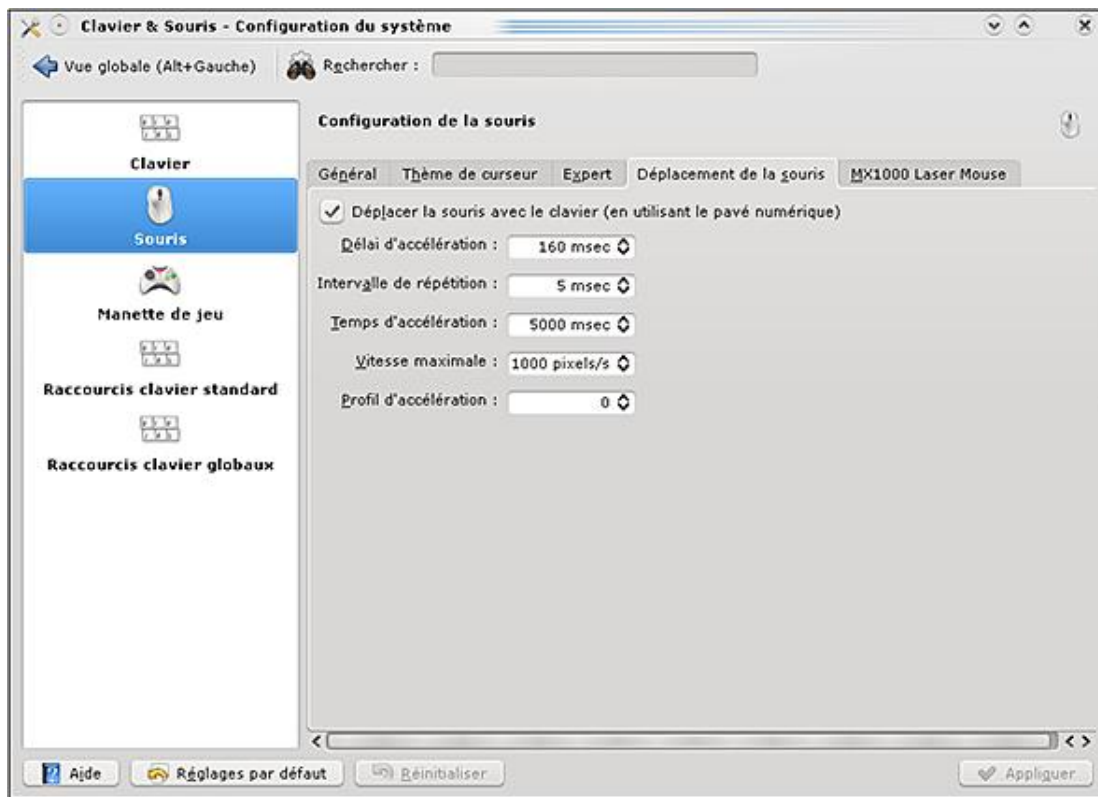 Clavier & Souris - Configuration du système
Vue globale (Alt+Gauche)
Rechercher :
Clavier
Souris
Manette de jeu
Raccourcis clavier standard
Raccourcis clavier globaux
Configuration de la souris
Général Thème de curseur Expert Déplacement de la souris MX1000 Laser Mouse
Déplacer la souris avec le clavier (en utilisant le pavé numérique)
Délai d'accélération : 160 msec
Intervalle de répétition : 5 msec
Temps d'accélération : 5000 msec
Vitesse maximale : 1000 pixels/s
Profil d'accélération : 0
Aide Réglages par défaut Réinitialiser Appliquer